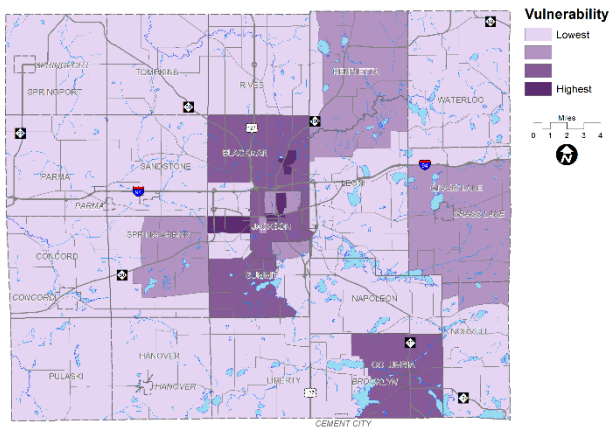 Vulnerability
Lowest
Highest
Miles
0 1 2 3 4
N
SPRINGPORT
TOMPKINS
HENRIETTA
SPRINGPORT
RIVES
WATERLOO
BLACKMAN
SANDSTONE
PARMA
LEONI
GRASS LAKE
PARMA
GRASS LAKE
SPRING ARBOR
JACKSON
CONCORD
SUMMIT
CONCORD
NAPOLEON
NORVELL
HANOVER
COLUMBIA
PULASKI
HANOVER
LIBERTY
BROOKLYN
CEMENT CITY